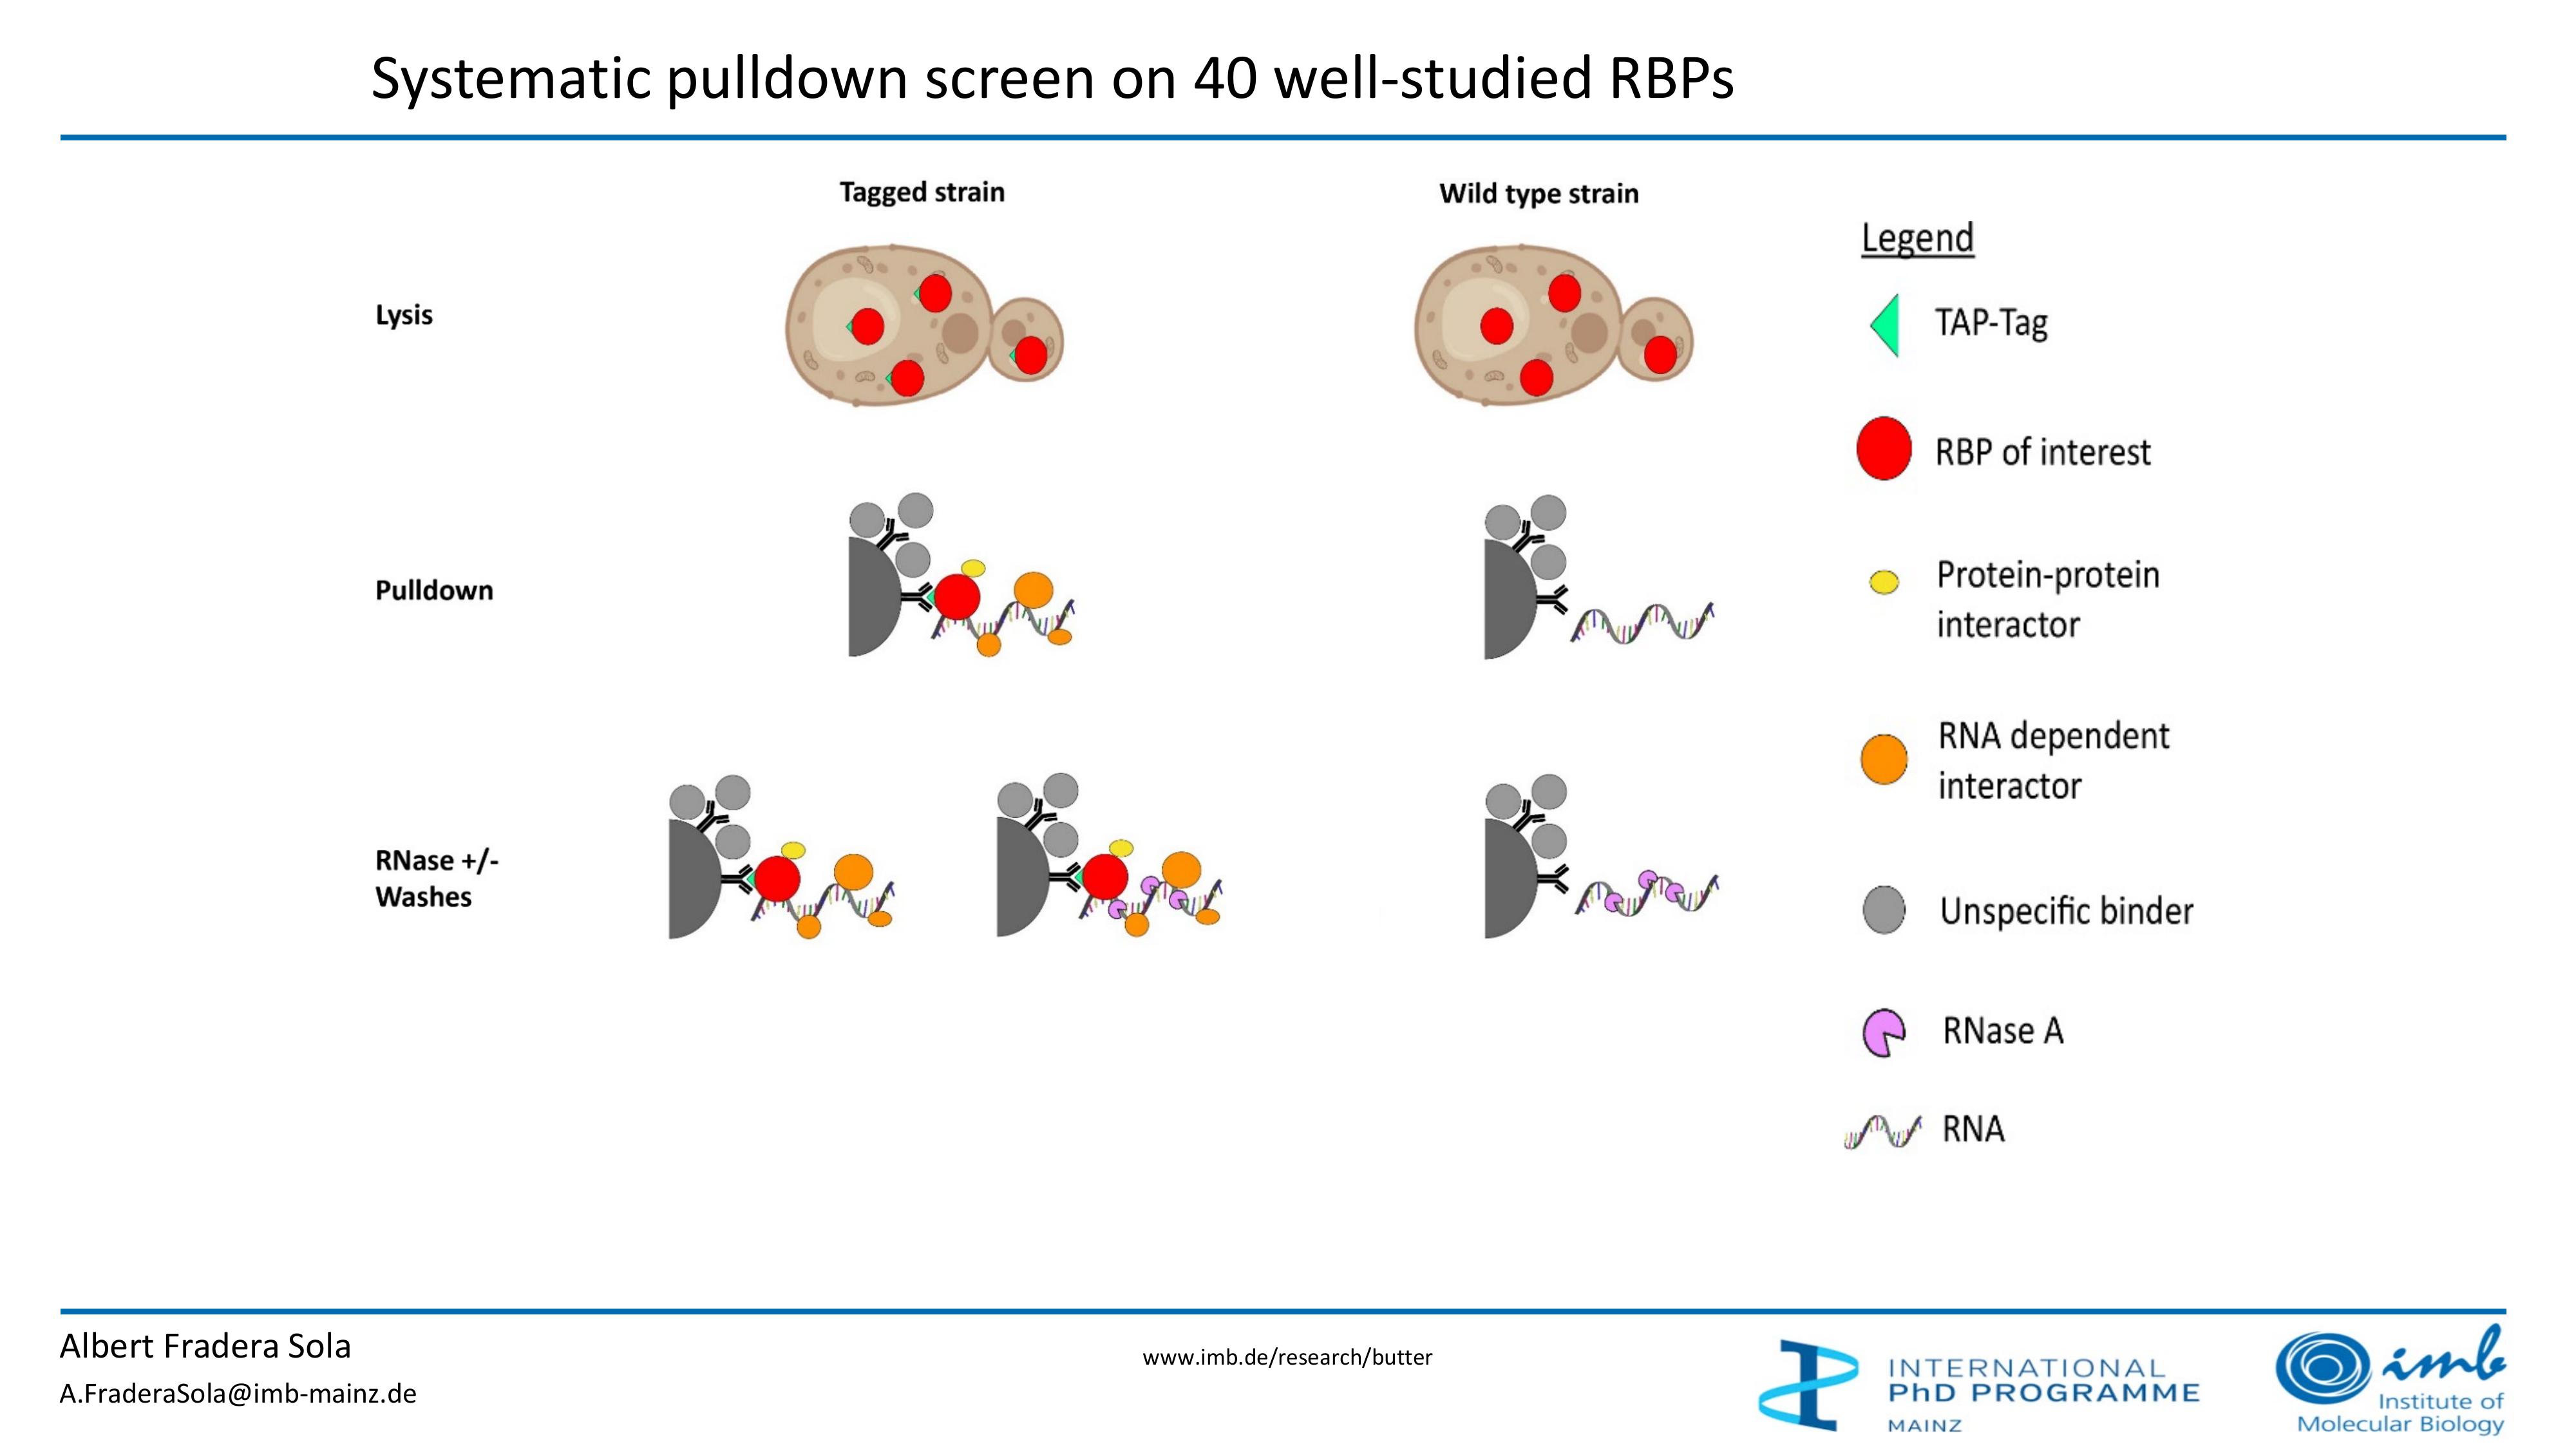 Systematic pulldown screen on 40 well-studied RBPs
Tagged strain
Wild type strain
Legend
Lysis
TAP-Tag
RBP of interest
Pulldown
Protein-protein
interactor
RNA dependent
interactor
RNase +/-
Washes
Unspecific binder
RNase A
RNA
Albert Fradera Sola
A.FraderaSola@imb-mainz.de
www.imb.de/research/butter
INTERNATIONAL
PhD PROGRAMME
MAINZ
imb
Institute of
Molecular Biology